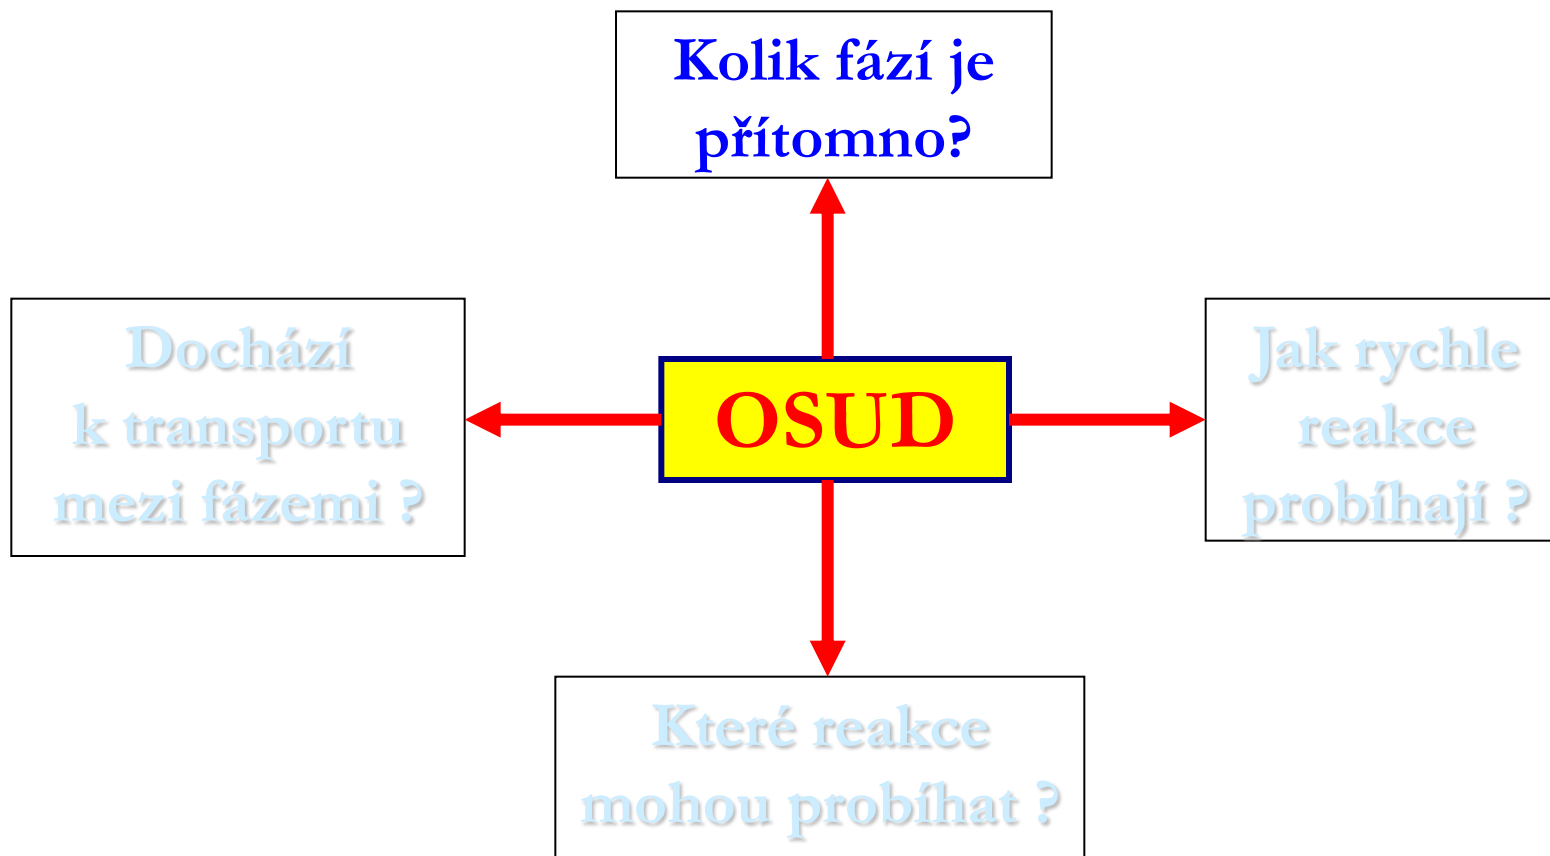 Kolik fází je
přítomno?
Dochází
k transportu
mezi fázemi ?
OSUD
Jak rychle
reakce
probíhají ?
Které reakce
mohou probíhat ?